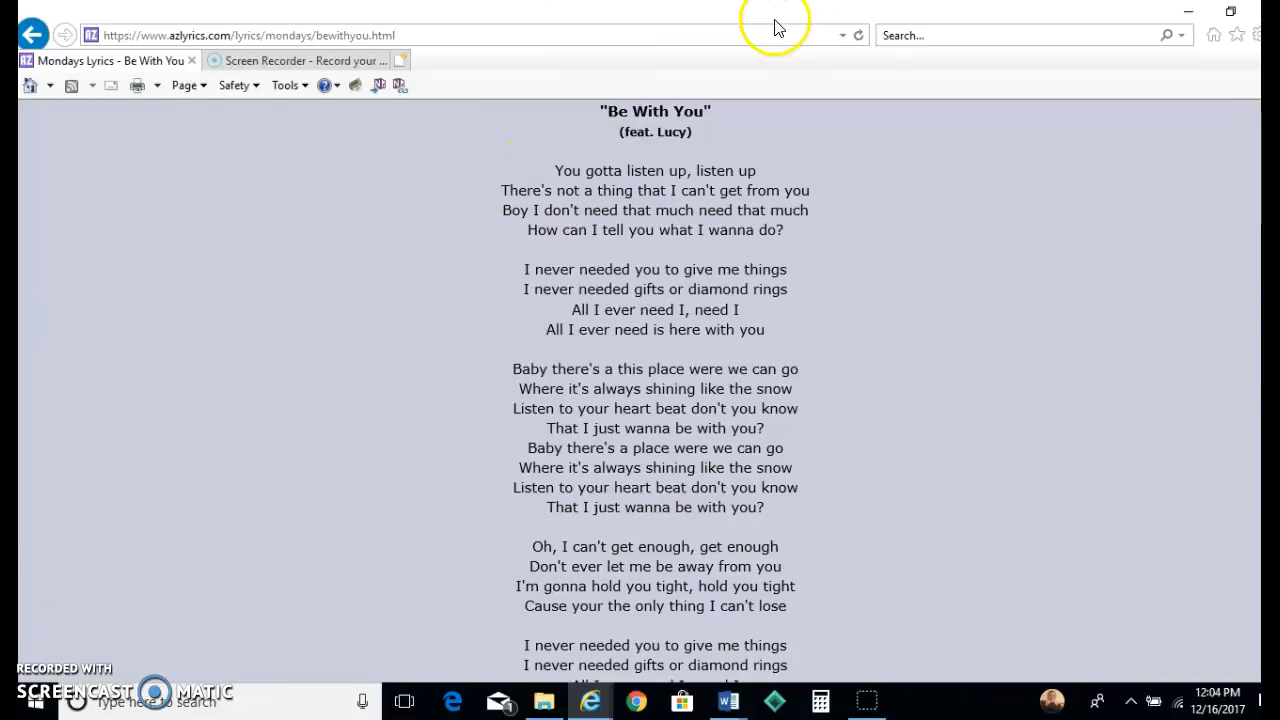 https://www.azlyrics.com/lyrics/mondays/bewithyou.html
Search...
AZ Mondays Lyrics - Be With You
Screen Recorder - Record your ...
Page
Safety
Tools
"Be With You"
(feat. Lucy)
You gotta listen up, listen up
There's not a thing that I can't get from you
Boy I don't need that much need that much
How can I tell you what I wanna do?
I never needed you to give me things
I never needed gifts or diamond rings
All I ever need I, need I
All I ever need is here with you
Baby there's a this place were we can go
Where it's always shining like the snow
Listen to your heart beat don't you know
That I just wanna be with you?
Baby there's a place were we can go
Where it's always shining like the snow
Listen to your heart beat don't you know
That I just wanna be with you?
Oh, I can't get enough, get enough
Don't ever let me be away from you
I'm gonna hold you tight, hold you tight
Cause your the only thing I can't lose
I never needed you to give me things
I never needed gifts or diamond rings
RECORDED WITH
SCREENCAST MATIC
Type here to search
1
12:04 PM
12/16/2017